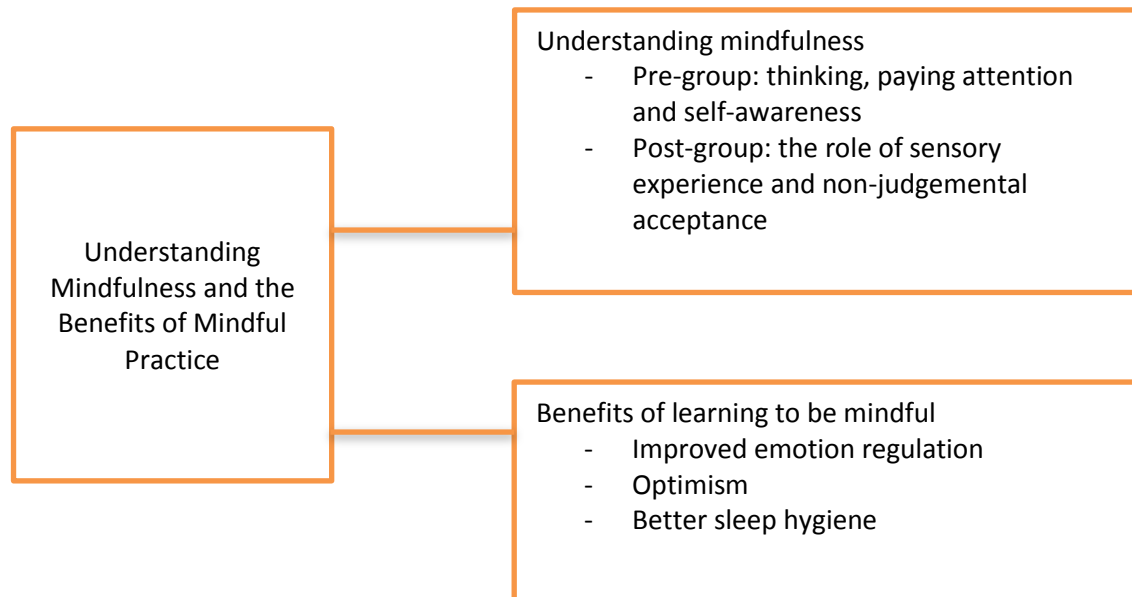 Understanding
Mindfulness and the
Benefits of Mindful
Practice
Understanding mindfulness
- Pre-group: thinking, paying attention
and self-awareness
- Post-group: the role of sensory
experience and non-judgemental
acceptance
Benefits of learning to be mindful
- Improved emotion regulation
- Optimism
- Better sleep hygiene